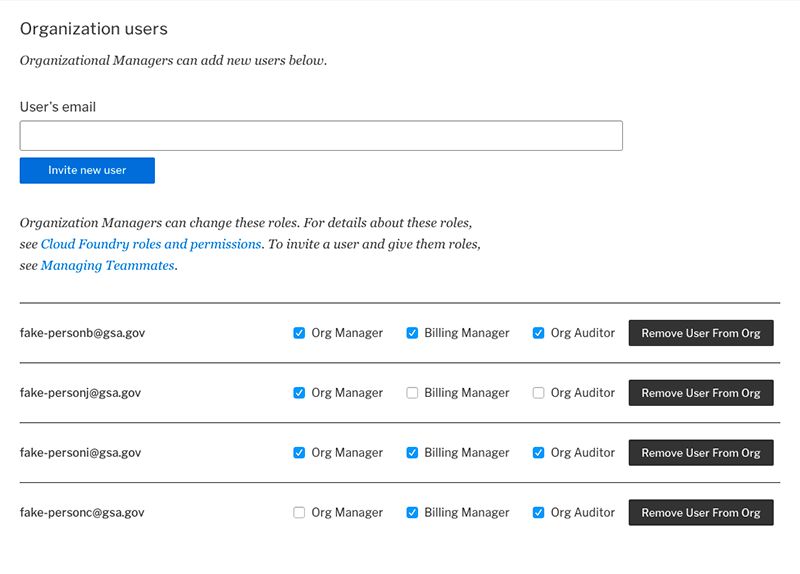 Organization users
Organizational Managers can add new users below.
User's email
Invite new user
Organization Managers can change these roles. For details about these roles,
see Cloud Foundry roles and permissions. To invite a user and give them roles,
see Managing Teammates.
fake-personb@gsa.gov Org Manager Billing Manager Org Auditor Remove User From Org
fake-personj@gsa.gov Org Manager Billing Manager Org Auditor Remove User From Org
fake-personi@gsa.gov Org Manager Billing Manager Org Auditor Remove User From Org
fake-personc@gsa.gov Org Manager Billing Manager Org Auditor Remove User From Org